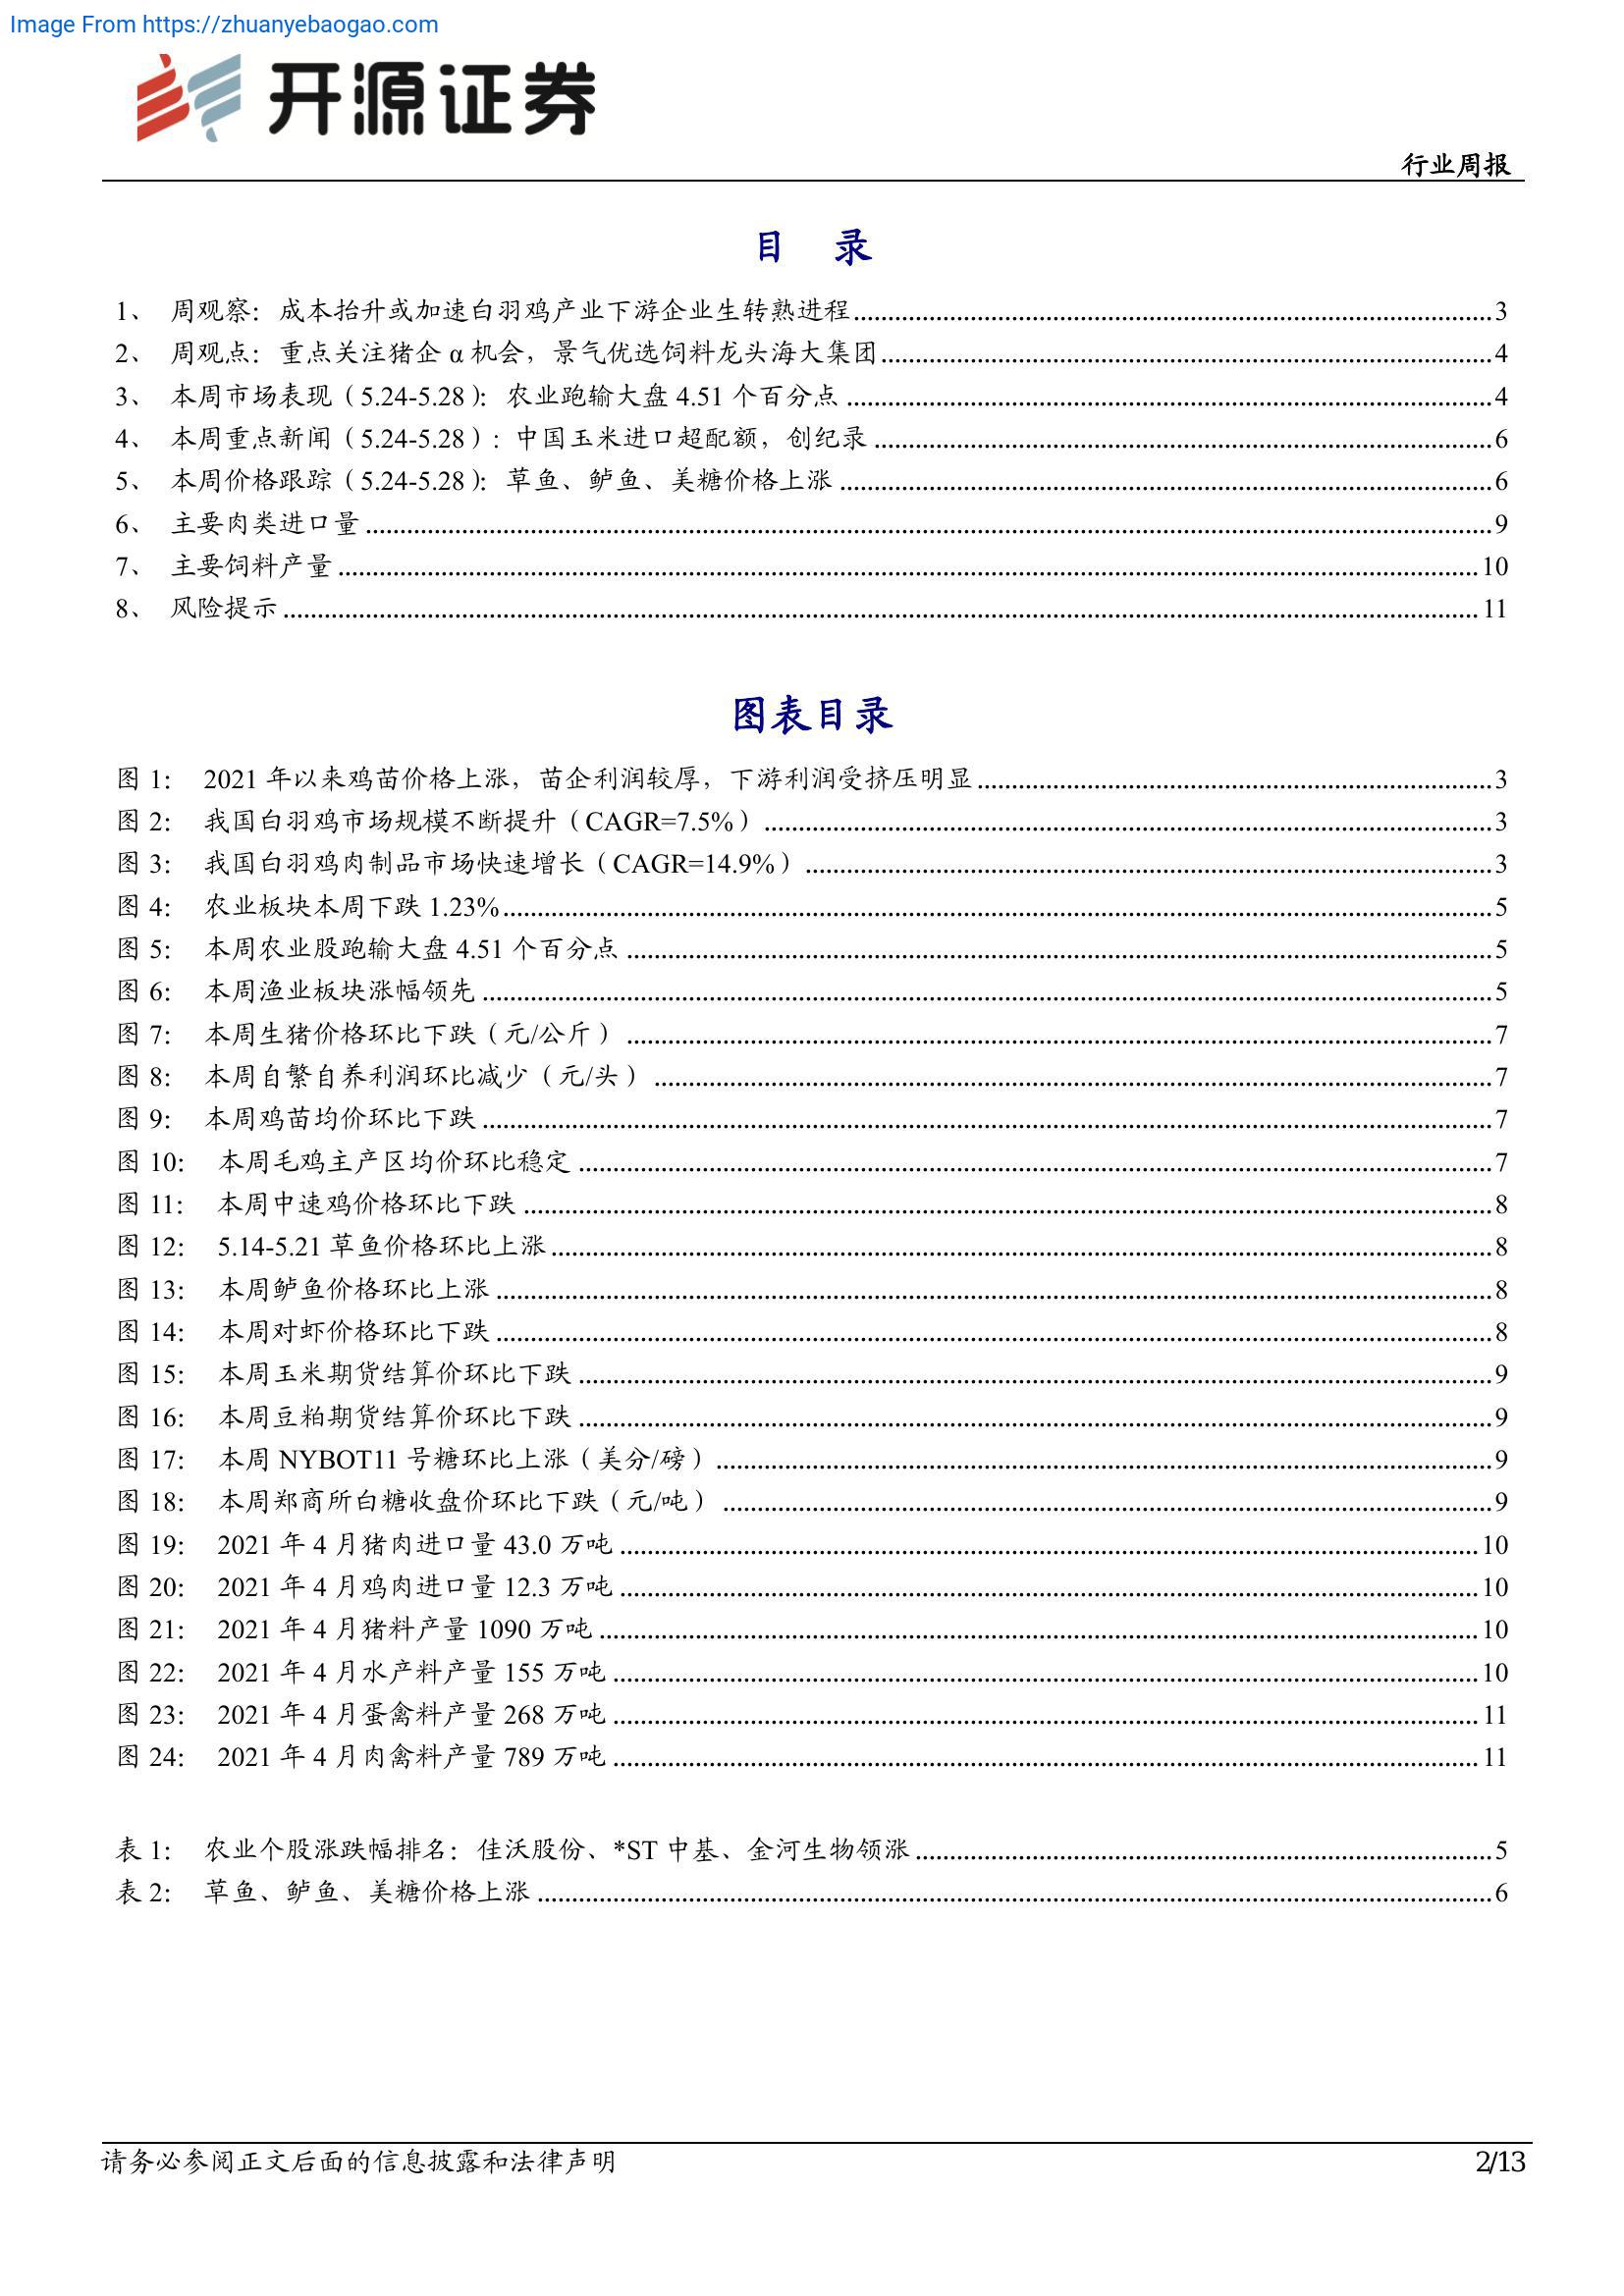 Image From https://zhuanyebaogao.com
开源证券
行业周报
目 录
1、 周观察：成本抬升或加速白羽鸡产业下游企业生转熟进程 3
2、 周观点：重点关注猪企 α 机会，景气优选饲料龙头海大集团 4
3、 本周市场表现（5.24-5.28）：农业跑输大盘 4.51 个百分点 4
4、 本周重点新闻（5.24-5.28）：中国玉米进口超配额，创纪录 6
5、 本周价格跟踪（5.24-5.28）：草鱼、鲈鱼、美糖价格上涨 6
6、 主要肉类进口量 9
7、 主要饲料产量 10
8、 风险提示 11
图表目录
图 1： 2021 年以来鸡苗价格上涨，苗企利润较厚，下游利润受挤压明显 3
图 2： 我国白羽鸡市场规模不断提升（CAGR=7.5%） 3
图 3： 我国白羽鸡肉制品市场快速增长（CAGR=14.9%） 3
图 4： 农业板块本周下跌 1.23% 5
图 5： 本周农业股跑输大盘 4.51 个百分点 5
图 6： 本周渔业板块涨幅领先 5
图 7： 本周生猪价格环比下跌（元/公斤） 7
图 8： 本周自繁自养利润环比减少（元/头） 7
图 9： 本周鸡苗均价环比下跌 7
图 10： 本周毛鸡主产区均价环比稳定 7
图 11： 本周中速鸡价格环比下跌 8
图 12： 5.14-5.21 草鱼价格环比上涨 8
图 13： 本周鲈鱼价格环比上涨 8
图 14： 本周对虾价格环比下跌 8
图 15： 本周玉米期货结算价环比下跌 9
图 16： 本周豆粕期货结算价环比下跌 9
图 17： 本周 NYBOT11 号糖环比上涨（美分/磅） 9
图 18： 本周郑商所白糖收盘价环比下跌（元/吨） 9
图 19： 2021 年 4 月猪肉进口量 43.0 万吨 10
图 20： 2021 年 4 月鸡肉进口量 12.3 万吨 10
图 21： 2021 年 4 月猪料产量 1090 万吨 10
图 22： 2021 年 4 月水产料产量 155 万吨 10
图 23： 2021 年 4 月蛋禽料产量 268 万吨 11
图 24： 2021 年 4 月肉禽料产量 789 万吨 11
表 1： 农业个股涨跌幅排名：佳沃股份、*ST 中基、金河生物领涨 5
表 2： 草鱼、鲈鱼、美糖价格上涨 6
请务必参阅正文后面的信息披露和法律声明
2/13